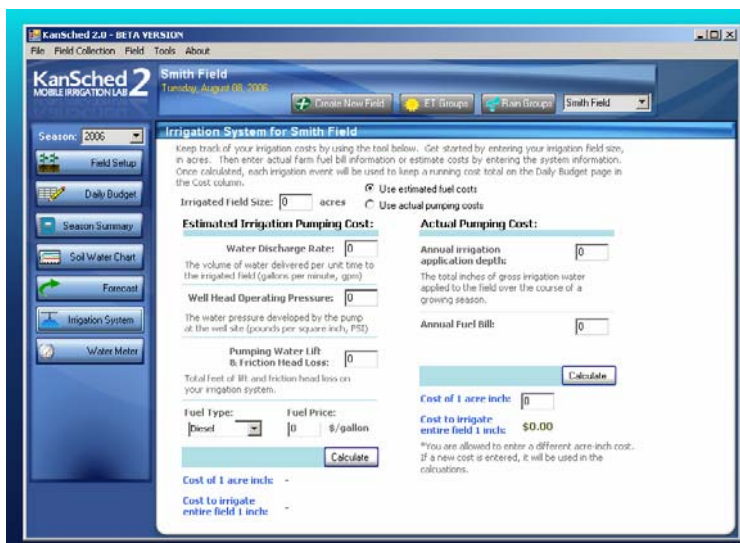 KanSched 2.0 - BETA VERSION
File Field Collection Field Tools About
KanSched 2
MOBILE IRRIGATION LAB
Smith Field
Tuesday, August 08, 2006
Create New Field
ET Groups
Rain Groups
Smith Field
Season: 2006
Field Setup
Daily Budget
Season Summary
Soil Water Chart
Forecast
Irrigation System
Water Meter
Irrigation System for Smith Field
Keep track of your irrigation costs by using the tool below. Get started by entering your irrigation field size,
in acres. Then enter actual farm fuel bill information or estimate costs by entering the system information.
Once calculated, each irrigation event will be used to keep a running cost total on the Daily Budget page in
the Cost column.
Use estimated fuel costs
Irrigated Field Size: 0 acres
Use actual pumping costs
Estimated Irrigation Pumping Cost:
Water Discharge Rate: 0
The volume of water delivered per unit time to
the irrigated field (gallons per minute, gpm)
Well Head Operating Pressure: 0
The water pressure developed by the pump
at the well site (pounds per square inch, PSI)
Pumping Water Lift
& Friction Head Loss: 0
Total feet of lift and friction head loss on
your irrigation system.
Fuel Type: Fuel Price:
Diesel 0 $/gallon
Calculate
Cost of 1 acre inch: -
Cost to irrigate
entire field 1 inch: -
Actual Pumping Cost:
Annual irrigation
application depth: 0
The total inches of gross irrigation water
applied to the field over the course of a
growing season.
Annual Fuel Bill: 0
Calculate
Cost of 1 acre inch: 0
Cost to irrigate
entire field 1 inch: $0.00
*You are allowed to enter a different acre-inch cost.
If a new cost is entered, it will be used in the
calcuations.